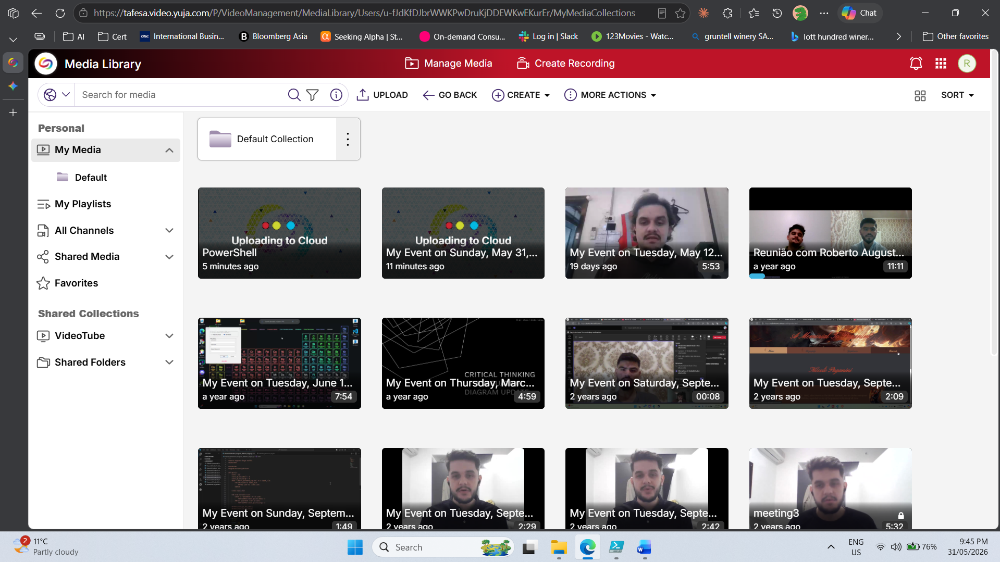 https://tafesa.video.yuja.com/P/VideoManagement/MediaLibrary/Users/u-fJdKfDJbrWWKPwDruKjDDEWKwEKurEr/MyMediaCollections
Chat
AI
Cert
International Busin...
Bloomberg Asia
Seeking Alpha | St...
On-demand Consu...
Log in | Slack
123Movies - Watc...
gruntell winery SA...
lott hundred winer...
Other favorites
Media Library
Manage Media
Create Recording
R
Search for media
UPLOAD
GO BACK
CREATE
MORE ACTIONS
SORT
Personal
My Media
Default
My Playlists
All Channels
Shared Media
Favorites
Shared Collections
VideoTube
Shared Folders
Default Collection
Uploading to Cloud
PowerShell
5 minutes ago
Uploading to Cloud
My Event on Sunday, May 31,...
11 minutes ago
My Event on Tuesday, May 12...
19 days ago
5:53
Reunião com Roberto August...
a year ago
11:11
My Event on Tuesday, June 1...
a year ago
7:54
CRITICAL THINKING
DIAGRAM UPDATE
My Event on Thursday, Marc...
a year ago
4:59
My Event on Saturday, Septe...
2 years ago
00:08
A Memorial To Paganini
Niccolo Paganini
My Event on Tuesday, Septe...
2 years ago
2:09
My Event on Sunday, Septem...
2 years ago
1:49
My Event on Tuesday, Septe...
2 years ago
2:29
My Event on Tuesday, Septe...
2 years ago
2:42
meeting3
2 years ago
5:32
2
11°C
Partly cloudy
Search
ENG
US
76%
9:45 PM
31/05/2026